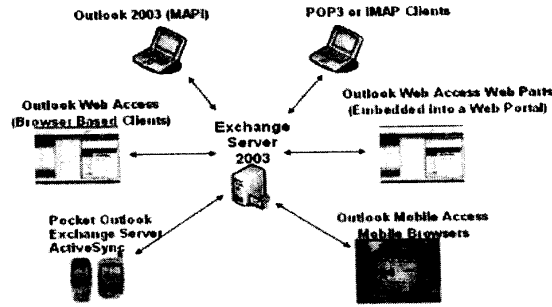 Outlook 2003 (MAPI)
POP3 or IMAP Clients
Outlook Web Access
(Browser Based Clients)
Outlook Web Access Web Parts
(Embedded into a Web Portal)
Exchange
Server
2003
Pocket Outlook
Exchange Server
ActiveSync
Outlook Mobile Access
Mobile Browsers